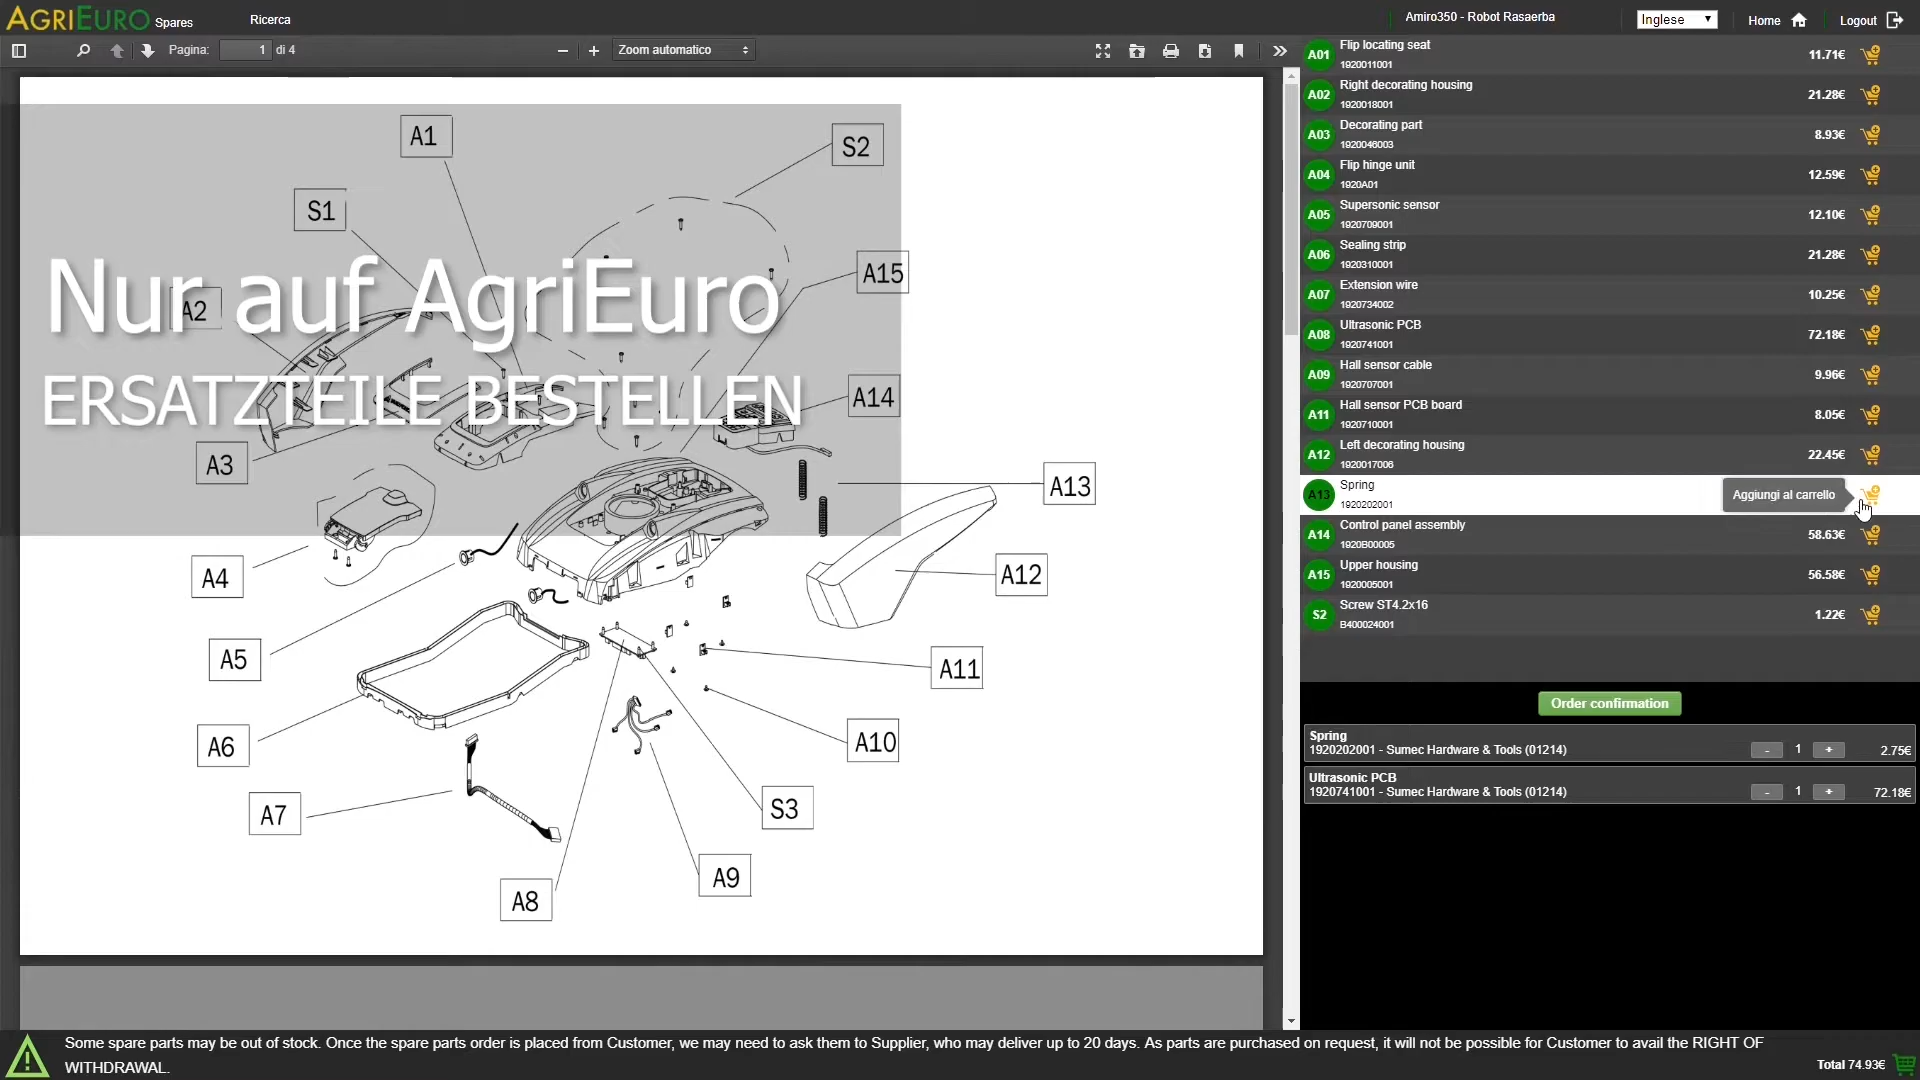 AGRIEURO Spares
Ricerca
Amiro350 - Robot Rasaerba
Inglese
Home
Logout
Pagina: 1 di 4
Zoom automatico
A1
S2
S1
A15
A2
Nur auf AgriEuro
ERSATZTEILE BESTELLEN
A14
A3
A13
A4
A12
A5
A11
A6
A10
A7
S3
A9
A8
A01 Flip locating seat 11.71€
1920011001
A02 Right decorating housing 21.28€
1920018001
A03 Decorating part 8.93€
1920046003
A04 Flip hinge unit 12.59€
1920A01
A05 Supersonic sensor 12.10€
1920709001
A06 Sealing strip 21.28€
1920310001
A07 Extension wire 10.25€
1920734002
A08 Ultrasonic PCB 72.18€
1920741001
A09 Hall sensor cable 9.96€
1920707001
A11 Hall sensor PCB board 8.05€
1920710001
A12 Left decorating housing 22.45€
1920017006
A13 Spring Aggiungi al carrello
1920202001
A14 Control panel assembly 58.63€
1920B00005
A15 Upper housing 56.58€
1920005001
S2 Screw ST4.2x16 1.22€
B400024001
Order confirmation
Spring
1920202001 - Sumec Hardware & Tools (01214) - 1 + 2.75€
Ultrasonic PCB
1920741001 - Sumec Hardware & Tools (01214) - 1 + 72.18€
Some spare parts may be out of stock. Once the spare parts order is placed from Customer, we may need to ask them to Supplier, who may deliver up to 20 days. As parts are purchased on request, it will not be possible for Customer to avail the RIGHT OF
WITHDRAWAL.
Total 74.93€